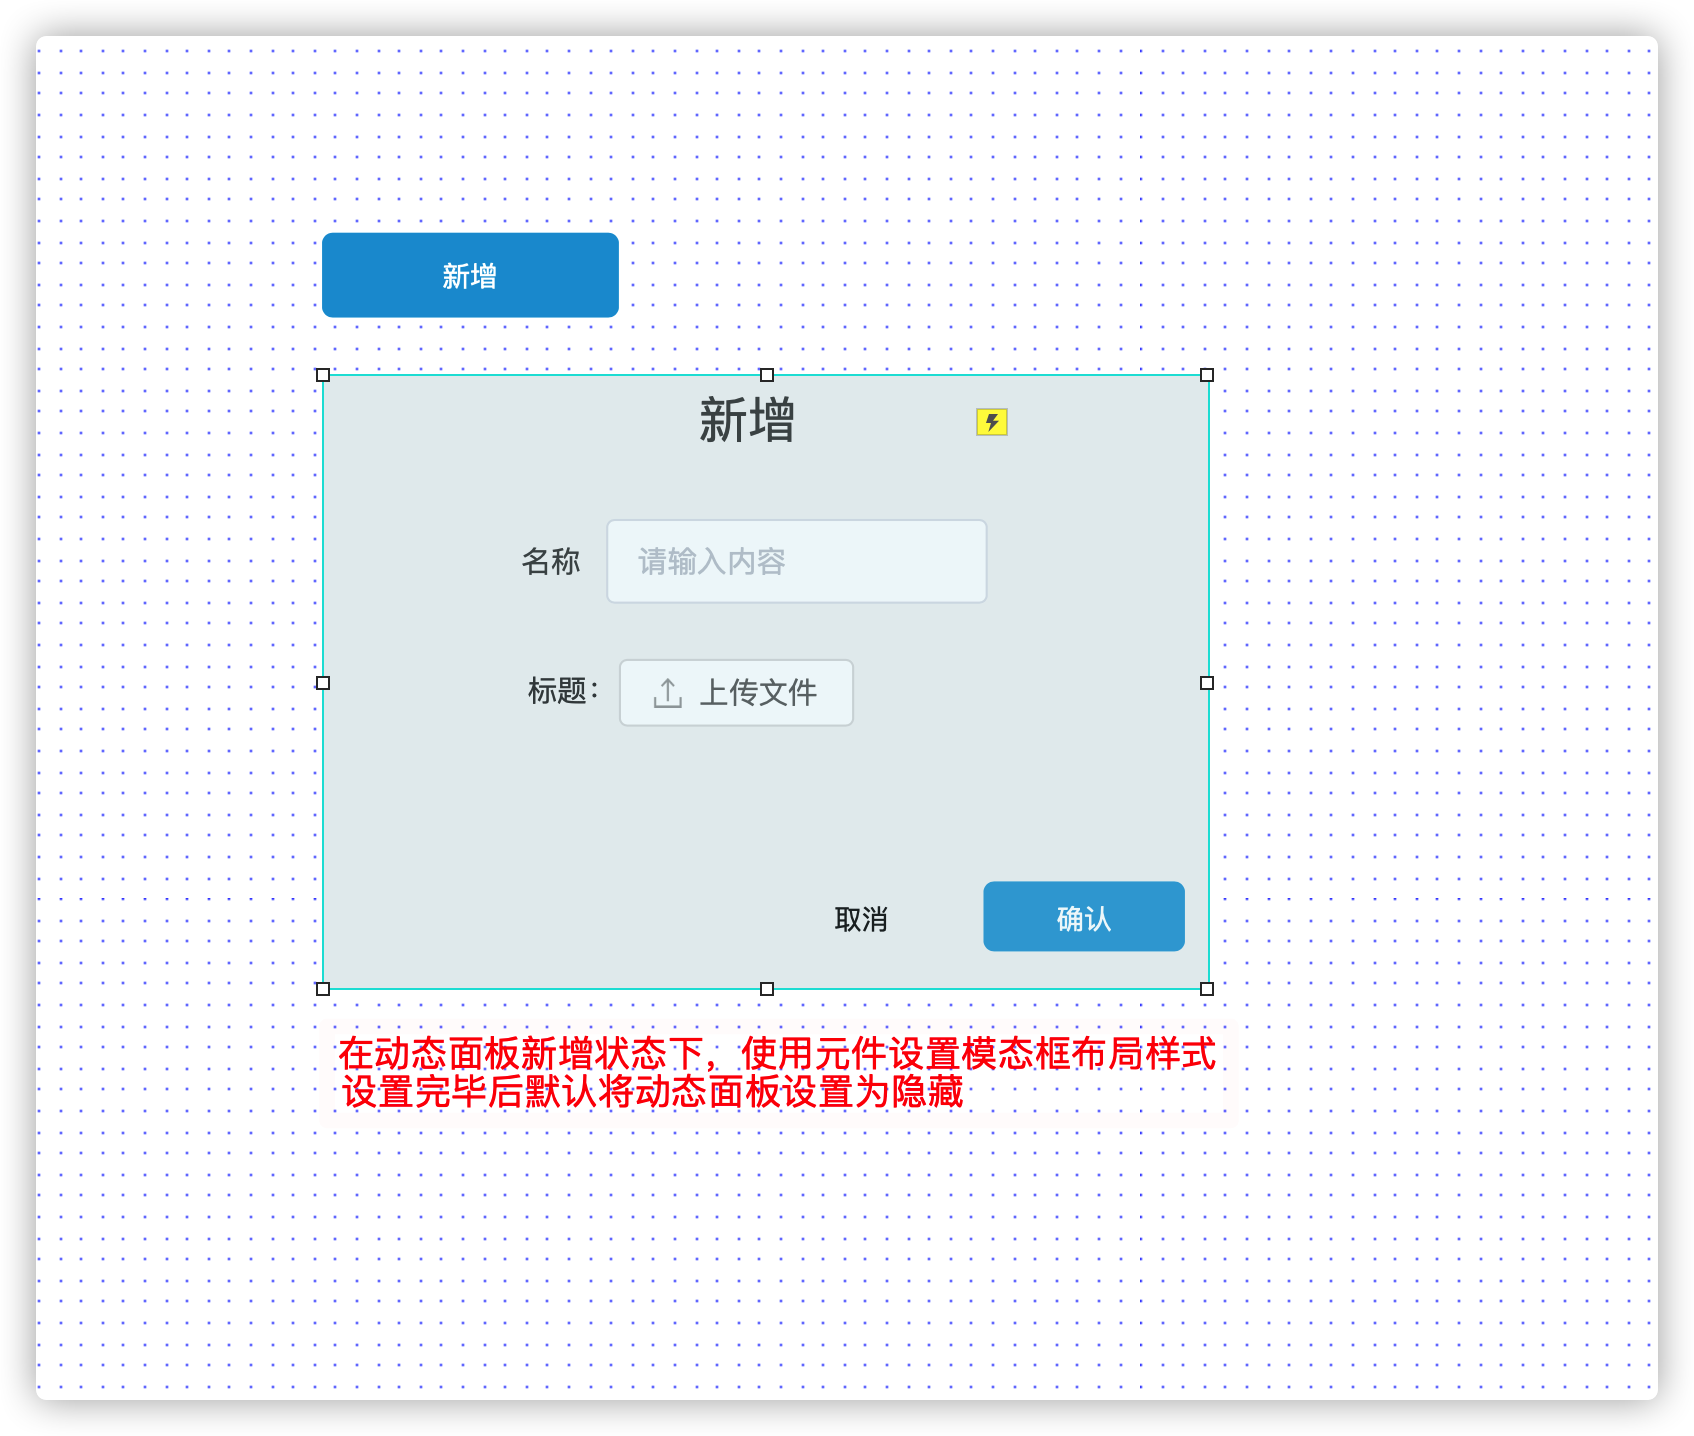 新增
新增
名称 请输入内容
标题： 上传文件
取消 确认
在动态面板新增状态下，使用元件设置模态框布局样式
设置完毕后默认将动态面板设置为隐藏